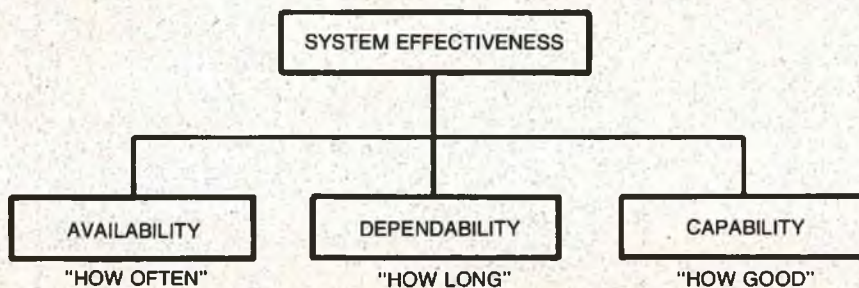 SYSTEM EFFECTIVENESS
AVAILABILITY
DEPENDABILITY
CAPABILITY
"HOW OFTEN"
"HOW LONG"
"HOW GOOD"